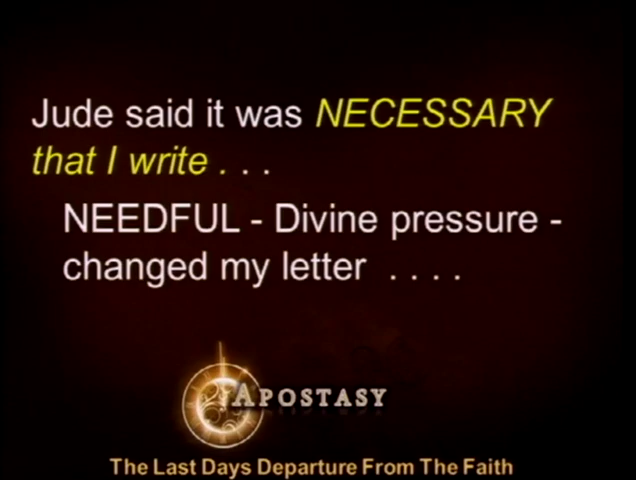 Jude said it was NECESSARY
that I write . . .
NEEDFUL - Divine pressure -
changed my letter . . . .
APOSTASY
The Last Days Departure From The Faith